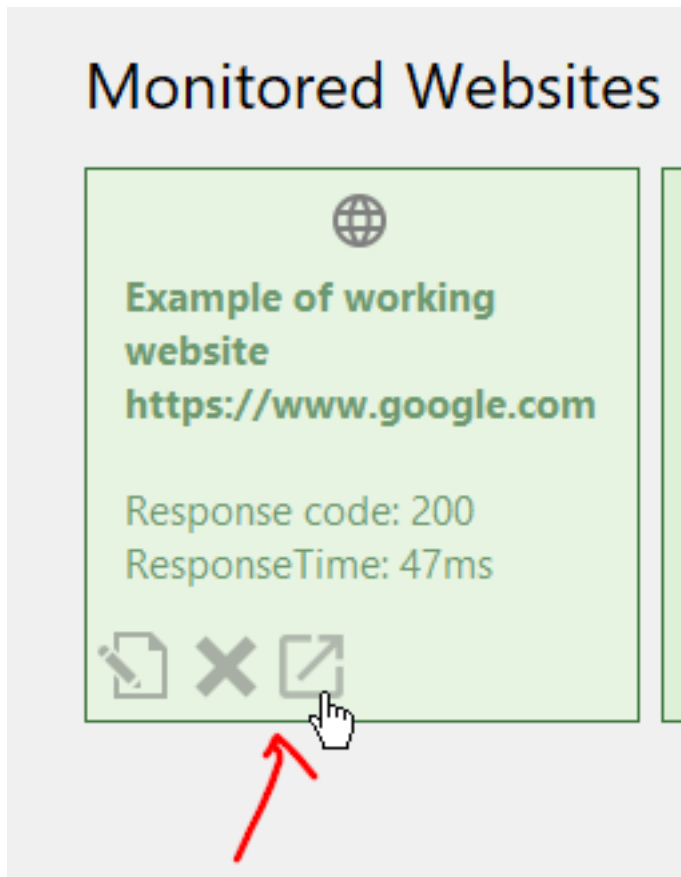 Monitored Websites
Example of working
website
https://www.google.com
Response code: 200
ResponseTime: 47ms